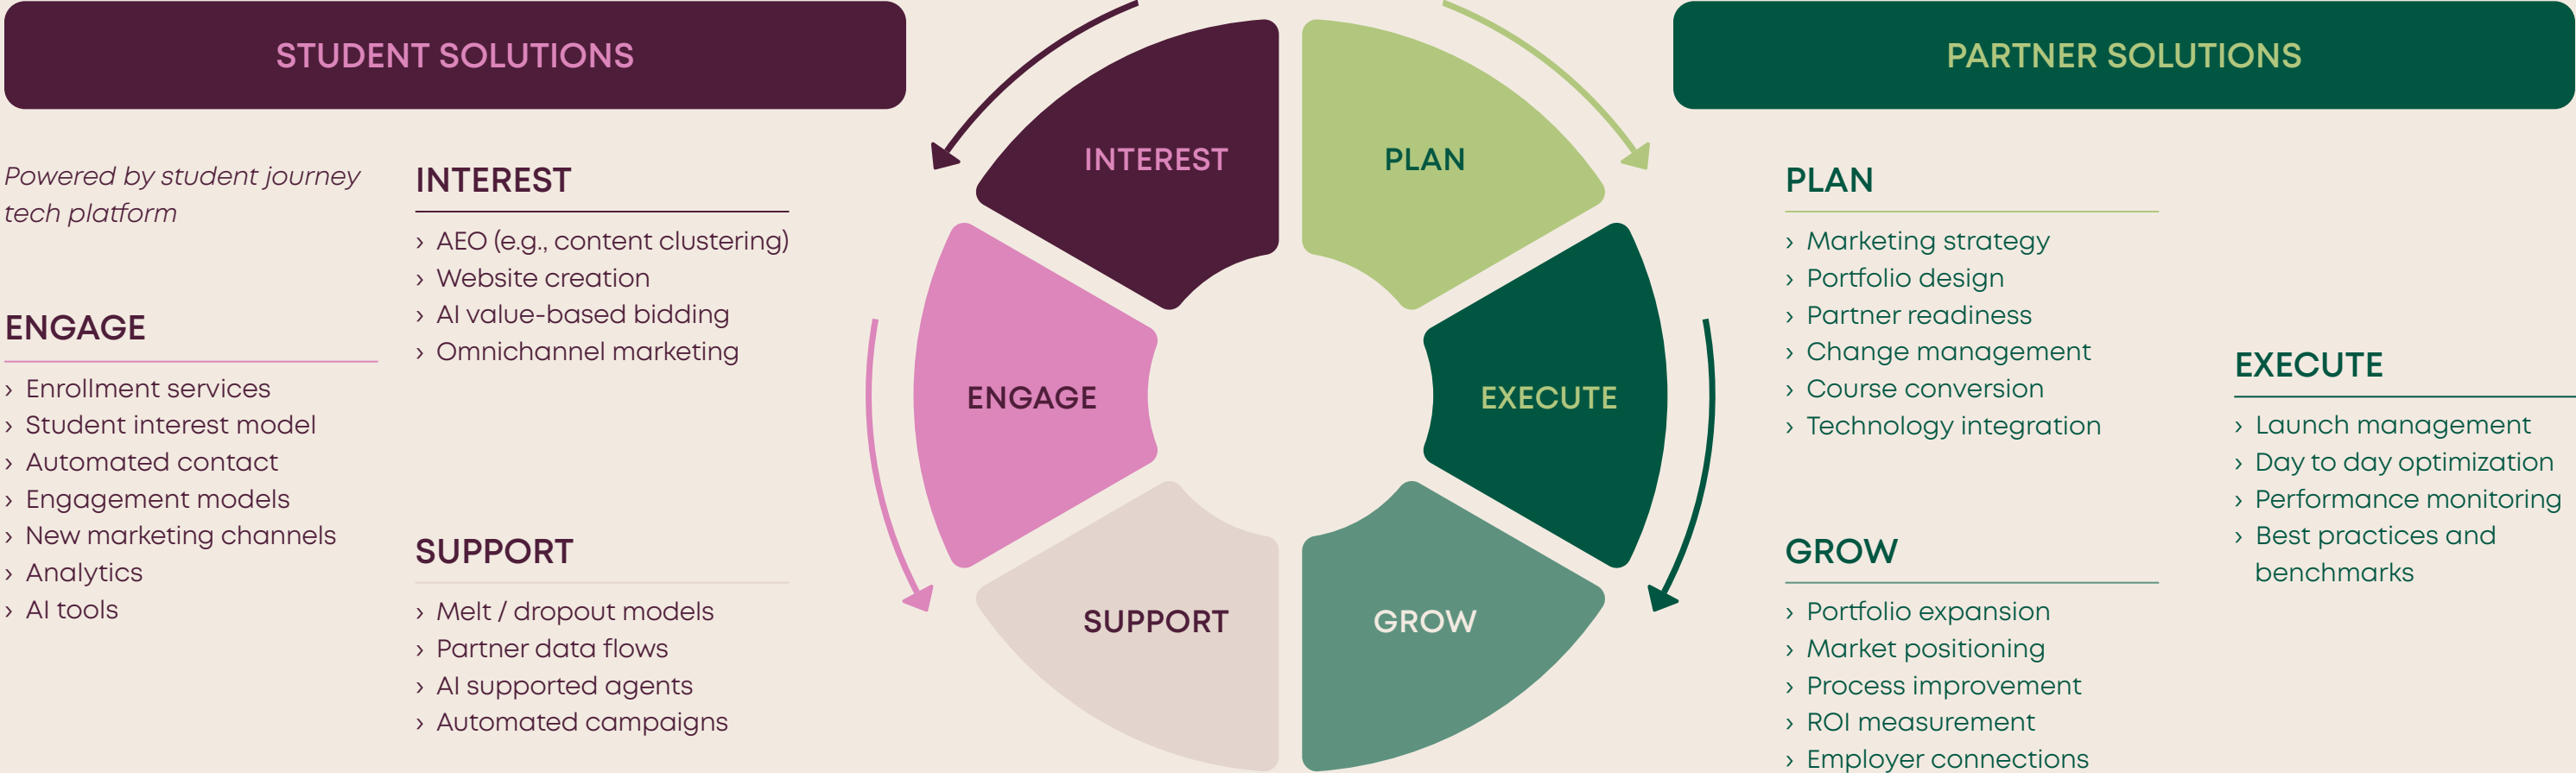 STUDENT SOLUTIONS
Powered by student journey
tech platform
INTEREST
› AEO (e.g., content clustering)
› Website creation
› AI value-based bidding
› Omnichannel marketing
ENGAGE
› Enrollment services
› Student interest model
› Automated contact
› Engagement models
› New marketing channels
› Analytics
› AI tools
SUPPORT
› Melt / dropout models
› Partner data flows
› AI supported agents
› Automated campaigns
INTEREST
PLAN
ENGAGE
EXECUTE
SUPPORT
GROW
PARTNER SOLUTIONS
PLAN
› Marketing strategy
› Portfolio design
› Partner readiness
› Change management
› Course conversion
› Technology integration
EXECUTE
› Launch management
› Day to day optimization
› Performance monitoring
› Best practices and
benchmarks
GROW
› Portfolio expansion
› Market positioning
› Process improvement
› ROI measurement
› Employer connections